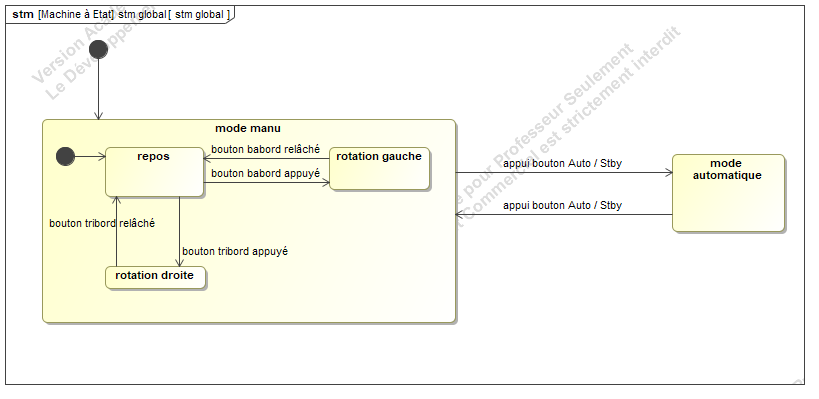 stm [Machine à Etat] stm global [ stm global ]
Version Acad
Le Développem
pour Professeur Seulement
Commercial est strictement interdit
mode manu
repos
bouton babord relâché
rotation gauche
bouton babord appuyé
bouton tribord relâché
bouton tribord appuyé
rotation droite
appui bouton Auto / Stby
appui bouton Auto / Stby
mode
automatique